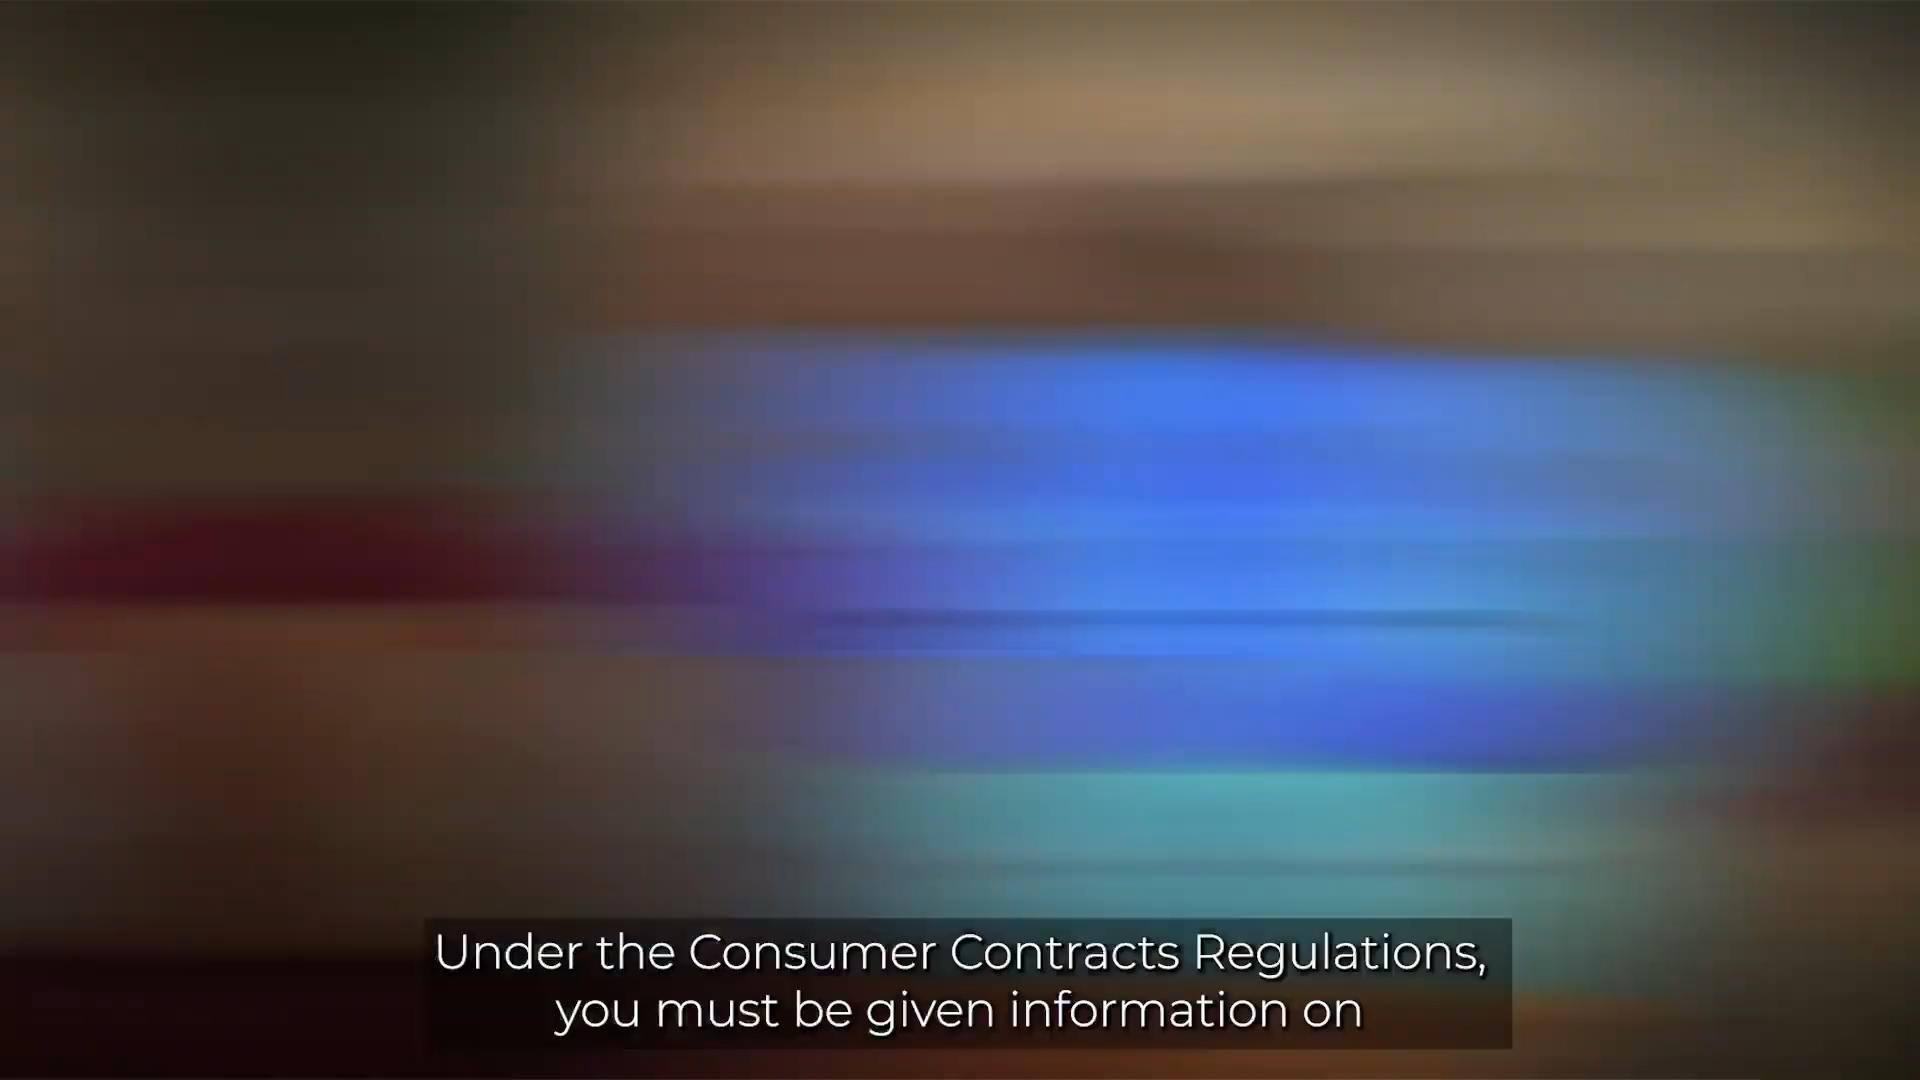 Under the Consumer Contracts Regulations,
you must be given information on